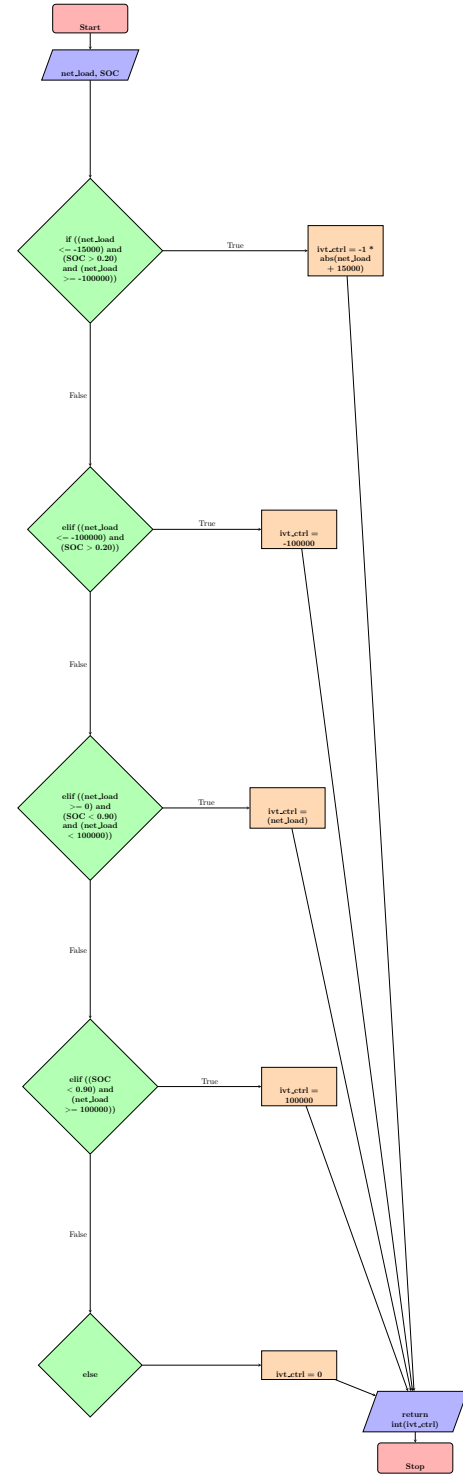 Start
net_load, SOC
if ((net_load
<= -15000) and
(SOC > 0.20)
and (net_load
>= -100000))
True
ivt_ctrl = -1 *
abs(net_load
+ 15000)
False
elif ((net_load
<= -100000) and
(SOC > 0.20))
True
ivt_ctrl =
-100000
False
elif ((net_load
>= 0) and
(SOC < 0.90)
and (net_load
< 100000))
True
ivt_ctrl =
(net_load)
False
elif ((SOC
< 0.90) and
(net_load
>= 100000))
True
ivt_ctrl =
100000
False
else
ivt_ctrl = 0
return
int(ivt_ctrl)
Stop